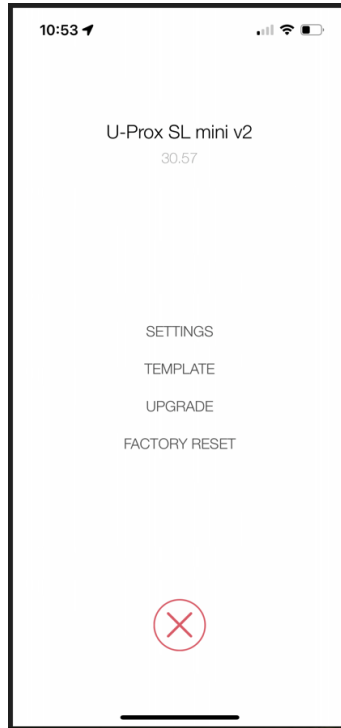 10:53
U-Prox SL mini v2
30.57
SETTINGS
TEMPLATE
UPGRADE
FACTORY RESET